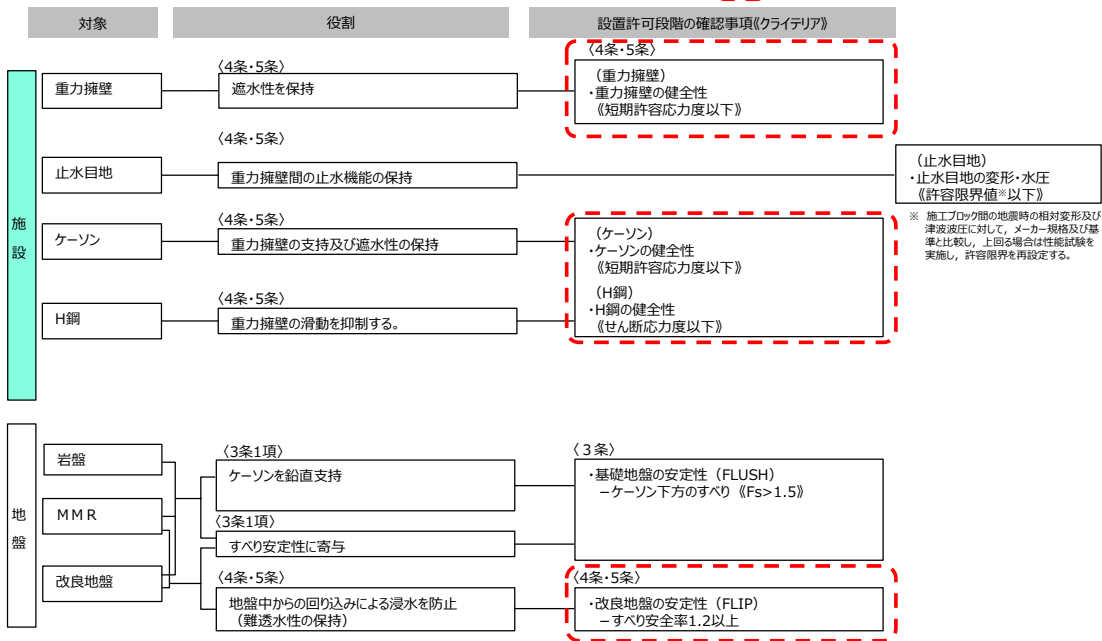 対象
役割
設置許可段階の確認事項《クライテリア》
施設
重力擁壁
〈4条・5条〉
遮水性を保持
〈4条・5条〉
（重力擁壁）
・重力擁壁の健全性
《短期許容応力度以下》
止水目地
〈4条・5条〉
重力擁壁間の止水機能の保持
（止水目地）
・止水目地の変形・水圧
《許容限界値※以下》
※ 施工ブロック間の地震時の相対変形及び
津波波圧に対して，メーカー規格及び基
準と比較し，上回る場合は性能試験を
実施し，許容限界を再設定する。
ケーソン
〈4条・5条〉
重力擁壁の支持及び遮水性の保持
（ケーソン）
・ケーソンの健全性
《短期許容応力度以下》
H鋼
〈4条・5条〉
重力擁壁の滑動を抑制する。
（H鋼）
・H鋼の健全性
《せん断応力度以下》
地盤
岩盤
MMR
改良地盤
〈3条1項〉
ケーソンを鉛直支持
〈3条1項〉
すべり安定性に寄与
〈３条〉
・基礎地盤の安定性（FLUSH）
－ケーソン下方のすべり《Fs>1.5》
〈4条・5条〉
地盤中からの回り込みによる浸水を防止
（難透水性の保持）
〈4条・5条〉
・改良地盤の安定性（FLIP）
－すべり安全率1.2以上